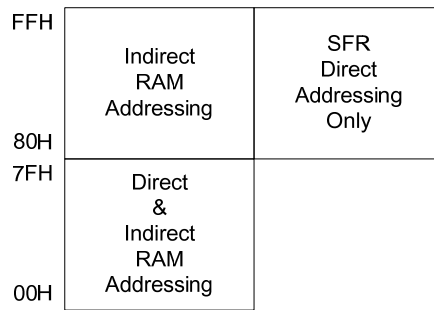 FFH
Indirect
RAM
Addressing
SFR
Direct
Addressing
Only
80H
7FH
Direct
&
Indirect
RAM
Addressing
00H